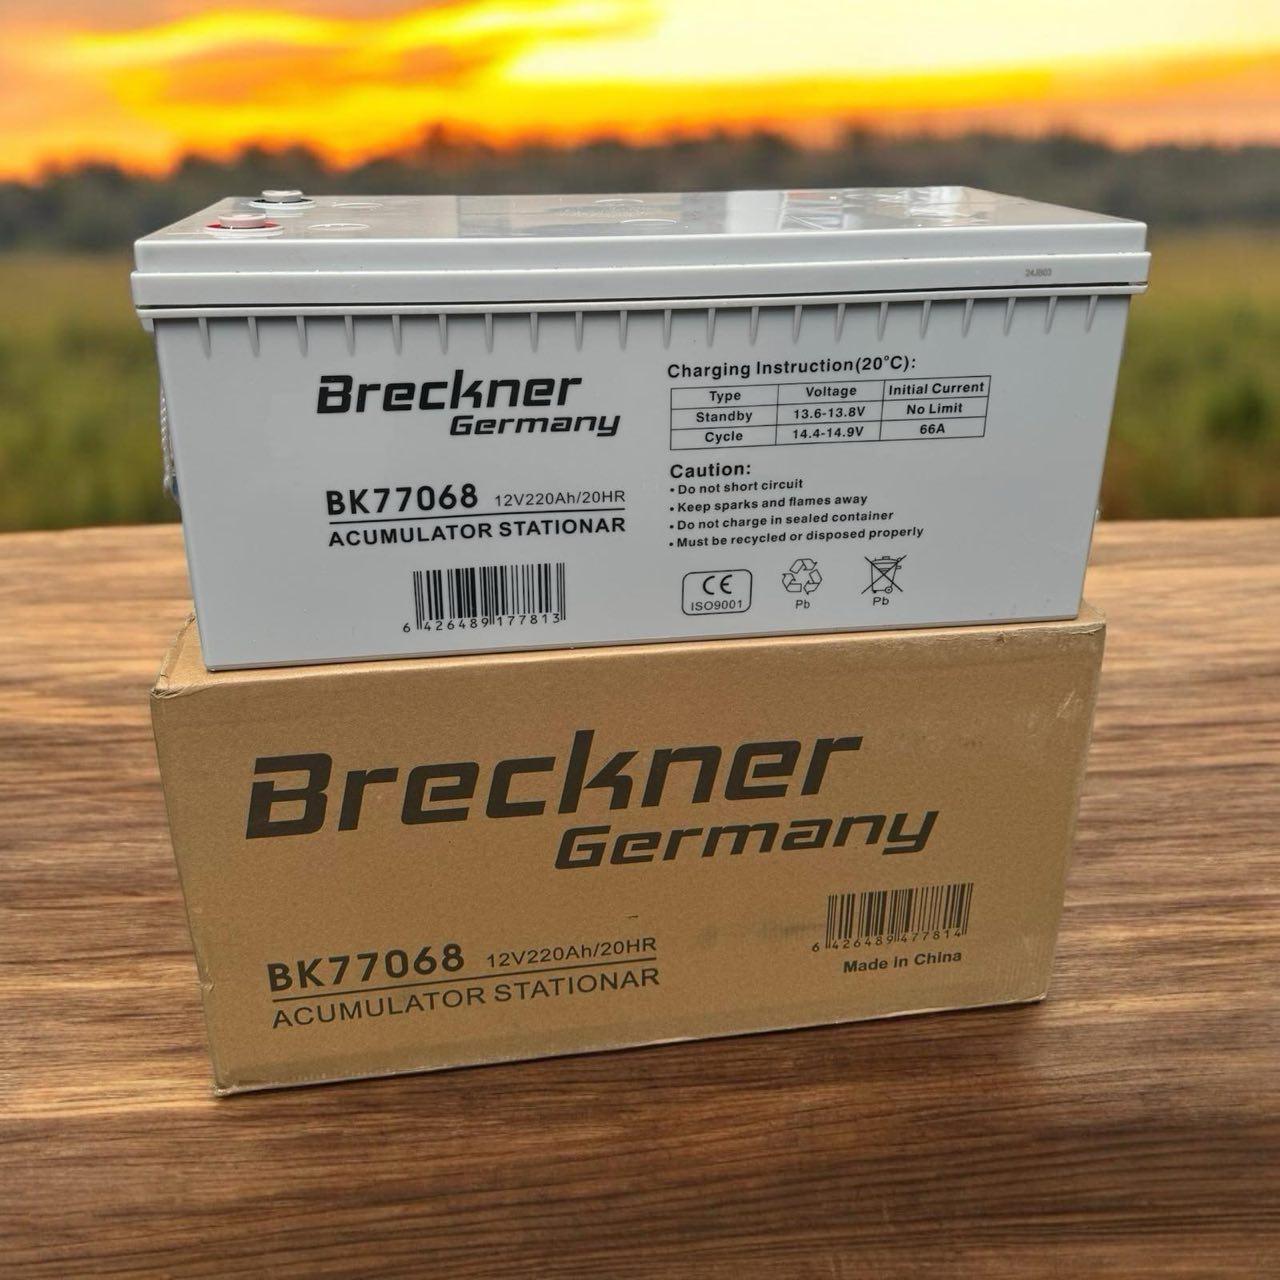 24JB03
Breckner
Germany
BK77068 12V220Ah/20HR
ACUMULATOR STATIONAR
6 426489 177813
Charging Instruction(20°C):
Type Voltage Initial Current
Standby 13.6-13.8V No Limit
Cycle 14.4-14.9V 66A
Caution:
• Do not short circuit
• Keep sparks and flames away
• Do not charge in sealed container
• Must be recycled or disposed properly
CE
ISO9001
Pb
Pb
Breckner
Germany
BK77068 12V220Ah/20HR
ACUMULATOR STATIONAR
6 426489 477814
Made in China